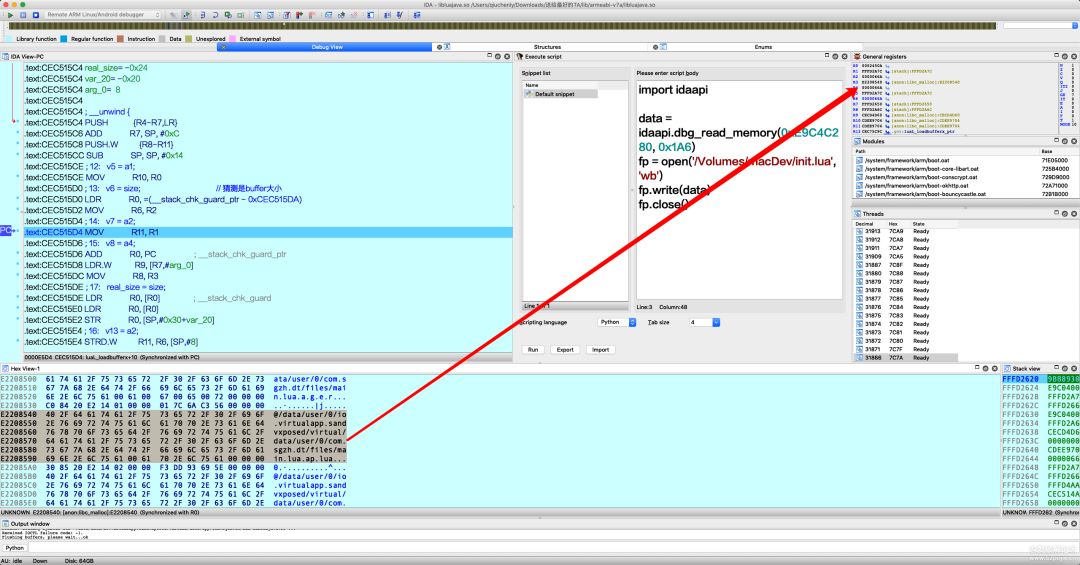 IDA - libluajava.so /Users/qiuchenly/Downloads/送给最好的TA/lib/armeabi-v7a/libluajava.so
Remote ARM Linux/Android debugger
Library function Regular function Instruction Data Unexplored External symbol
Debug View Structures Enums
IDA View-PC
.text:CEC515C4 real_size= -0x24
.text:CEC515C4 var_20= -0x20
.text:CEC515C4 arg_0= 8
.text:CEC515C4
.text:CEC515C4 ; __unwind {
.text:CEC515C4 PUSH {R4-R7,LR}
.text:CEC515C6 ADD R7, SP, #0xC
.text:CEC515C8 PUSH.W {R8-R11}
.text:CEC515CC SUB SP, SP, #0x14
.text:CEC515CE ; 12: v5 = a1;
.text:CEC515CE MOV R10, R0
.text:CEC515D0 ; 13: v6 = size; // 猜测是buffer大小
.text:CEC515D0 LDR R0, =(__stack_chk_guard_ptr - 0xCEC515DA)
.text:CEC515D2 MOV R6, R2
.text:CEC515D4 ; 14: v7 = a2;
PC .text:CEC515D4 MOV R11, R1
.text:CEC515D6 ; 15: v8 = a4;
.text:CEC515D6 ADD R0, PC ; __stack_chk_guard_ptr
.text:CEC515D8 LDR.W R9, [R7,#arg_0]
.text:CEC515DC MOV R8, R3
.text:CEC515DE ; 17: real_size = size;
.text:CEC515DE LDR R0, [R0] ; __stack_chk_guard
.text:CEC515E0 LDR R0, [R0]
.text:CEC515E2 STR R0, [SP,#0x30+var_20]
.text:CEC515E4 ; 16: v13 = a2;
.text:CEC515E4 STRD.W R11, R6, [SP,#8]
0000E5D4 CEC515D4: luaL_loadbufferx+10 (Synchronized with PC)
Execute script
Snippet list
Name
Default snippet
Line 1 of 1
Please enter script body
import idaapi
data =
idaapi.dbg_read_memory(0xE9C4C2
80, 0x1A6)
fp = open('/Volumes/macDev/init.lua',
'wb')
fp.write(data)
fp.close()
Line:3 Column:48
Scripting language Python Tab size 4
Run Export Import
General registers
Modules
Path Base
/system/framework/arm/boot.oat 71E05000
/system/framework/arm/boot-core-libart.oat 725B4000
/system/framework/arm/boot-conscrypt.oat 729D9000
/system/framework/arm/boot-okhttp.oat 72A71000
/system/framework/arm/boot-bouncycastle.oat 72B1B000
Threads
Decimal Hex State
31913 7CA9 Ready
31912 7CA8 Ready
31911 7CA7 Ready
31909 7CA5 Ready
31887 7C8F Ready
31880 7C88 Ready
31879 7C87 Ready
31878 7C86 Ready
31877 7C85 Ready
31876 7C84 Ready
31875 7C83 Ready
31874 7C82 Ready
31873 7C81 Ready
31872 7C80 Ready
31871 7C7F Ready
31866 7C7A Ready
Hex View-1
E2208500 61 74 61 2F 75 73 65 72 2F 30 2F 63 6F 6D 2E 73 ata/user/0/com.s
E2208510 67 7A 68 2E 64 74 2F 66 69 6C 65 73 2F 6D 61 69 gzh.dt/files/mai
E2208520 6E 2E 6C 75 61 00 61 00 67 00 65 00 72 00 00 00 n.lua.a.g.e.r...
E2208540 40 2F 64 61 74 61 2F 75 73 65 72 2F 30 2F 69 6F @/data/user/0/io
E2208550 2E 76 69 72 74 75 61 6C 61 70 70 2E 73 61 6E 64 .virtualapp.sand
E2208560 76 78 70 6F 73 65 64 2F 76 69 72 74 75 61 6C 2F vxposed/virtual/
E2208570 64 61 74 61 2F 75 73 65 72 2F 30 2F 63 6F 6D 2E data/user/0/com.
E2208580 73 67 7A 68 2E 64 74 2F 66 69 6C 65 73 2F 6D 61 sgzh.dt/files/ma
E2208590 69 6E 2E 6C 75 61 00 61 70 2E 6C 75 61 00 00 00 in.lua.ap.lua...
E22085A0 30 85 20 E2 14 02 00 00 F3 DD 93 69 5E 00 00 00
E22085B0 40 2F 64 61 74 61 2F 75 73 65 72 2F 30 2F 69 6F @/data/user/0/io
E22085C0 2E 76 69 72 74 75 61 6C 61 70 70 2E 73 61 6E 64 .virtualapp.sand
E22085D0 76 78 70 6F 73 65 64 2F 76 69 72 74 75 61 6C 2F vxposed/virtual/
E22085E0 64 61 74 61 2F 75 73 65 72 2F 30 2F 63 6F 6D 2E data/user/0/com.
UNKNOWN E2208540: [anon:libc_malloc]:E2208540 (Synchronized with R0)
Stack view
FFFD2620 9BB8930
FFFD2624 E9C0400
FFFD2628 FFFD2A7
FFFD262C FFFD266
FFFD2630 E9C0400
FFFD2634 FFFD2A6
FFFD2638 CECD4D6
FFFD263C 0000000
FFFD2640 CDEE970
FFFD2644 0000066
FFFD2648 FFFD2A7
FFFD264C FFFD266
FFFD2650 FFFD4AA
FFFD2654 CEC514A
FFFD2658 0000000
Output window
Received IOCTL failure code: -1.
Flushing buffers, please wait...ok
Python
AU: idle Down Disk: 64GB